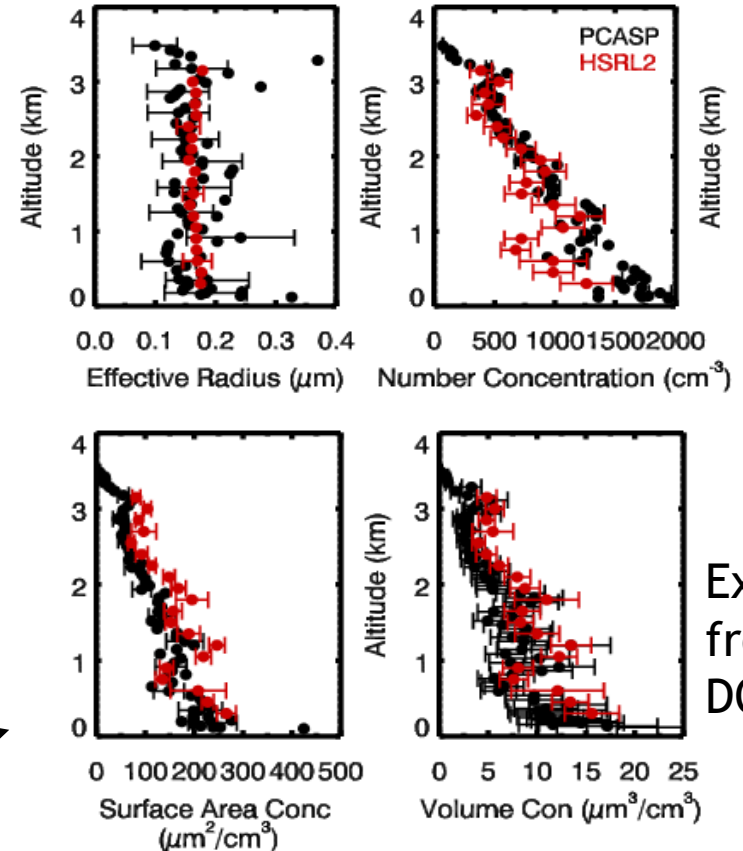 4
3
2
1
0
Altitude (km)
0.0 0.1 0.2 0.3 0.4
Effective Radius (μm)
4
3
2
1
0
Altitude (km)
PCASP
HSRL2
0 500 1000 1500 2000
Number Concentration (cm⁻³)
Altitude (km)
4
3
2
1
0
0 100 200 300 400 500
Surface Area Conc
(μm²/cm³)
4
3
2
1
0
Altitude (km)
0 5 10 15 20 25
Volume Con (μm³/cm³)
Ex
fr